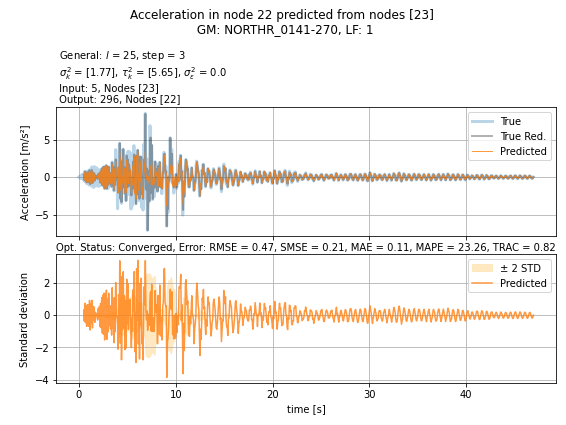 Acceleration in node 22 predicted from nodes [23]
GM: NORTHR_0141-270, LF: 1
General: l = 25, step = 3
σ²ₖ = [1.77], τ²ₖ = [5.65], σ²ε = 0.0
Input: 5, Nodes [23]
Output: 296, Nodes [22]
Acceleration [m/s²]
5
0
−5
True
True Red.
Predicted
Opt. Status: Converged, Error: RMSE = 0.47, SMSE = 0.21, MAE = 0.11, MAPE = 23.26, TRAC = 0.82
Standard deviation
2
0
−2
−4
± 2 STD
Predicted
0 10 20 30 40
time [s]